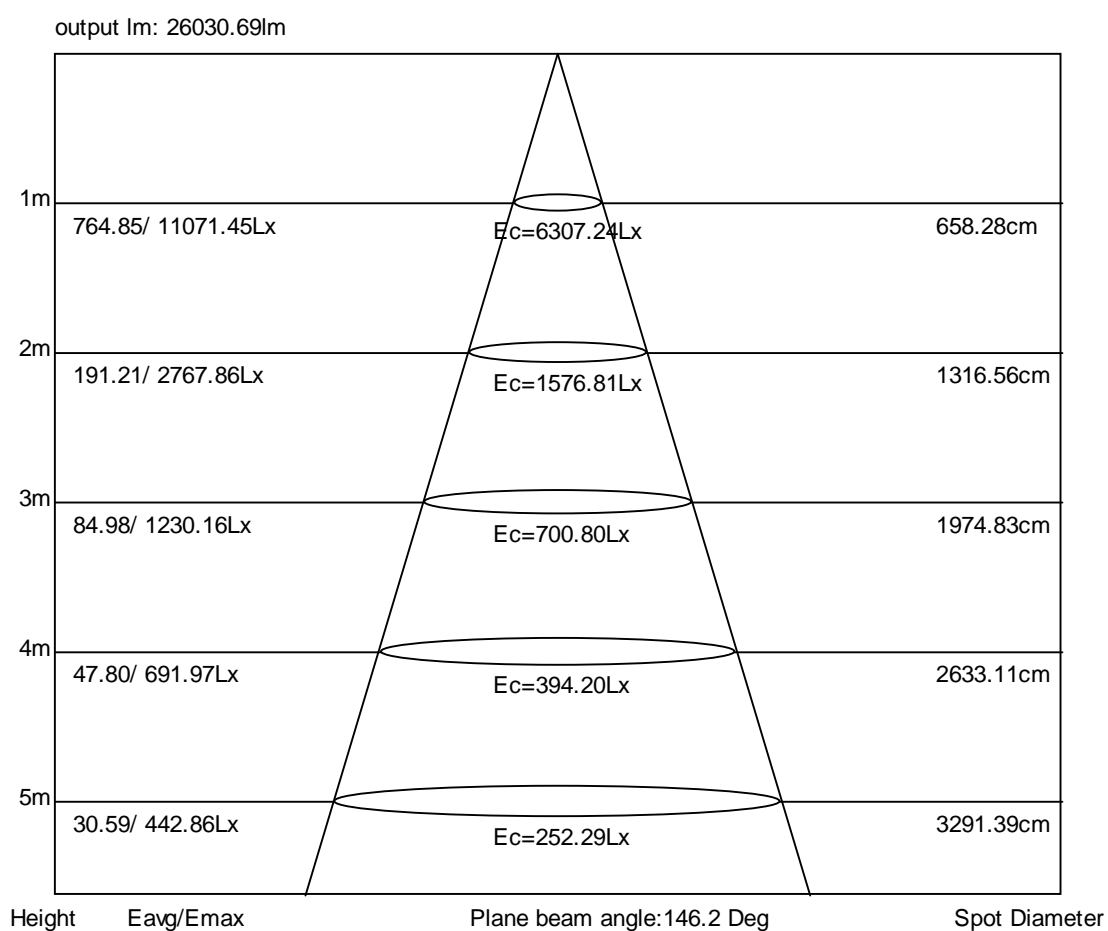 output lm: 26030.69lm
1m
764.85/ 11071.45Lx
Ec=6307.24Lx
658.28cm
2m
191.21/ 2767.86Lx
Ec=1576.81Lx
1316.56cm
3m
84.98/ 1230.16Lx
Ec=700.80Lx
1974.83cm
4m
47.80/ 691.97Lx
Ec=394.20Lx
2633.11cm
5m
30.59/ 442.86Lx
Ec=252.29Lx
3291.39cm
Height Eavg/Emax Plane beam angle:146.2 Deg Spot Diameter